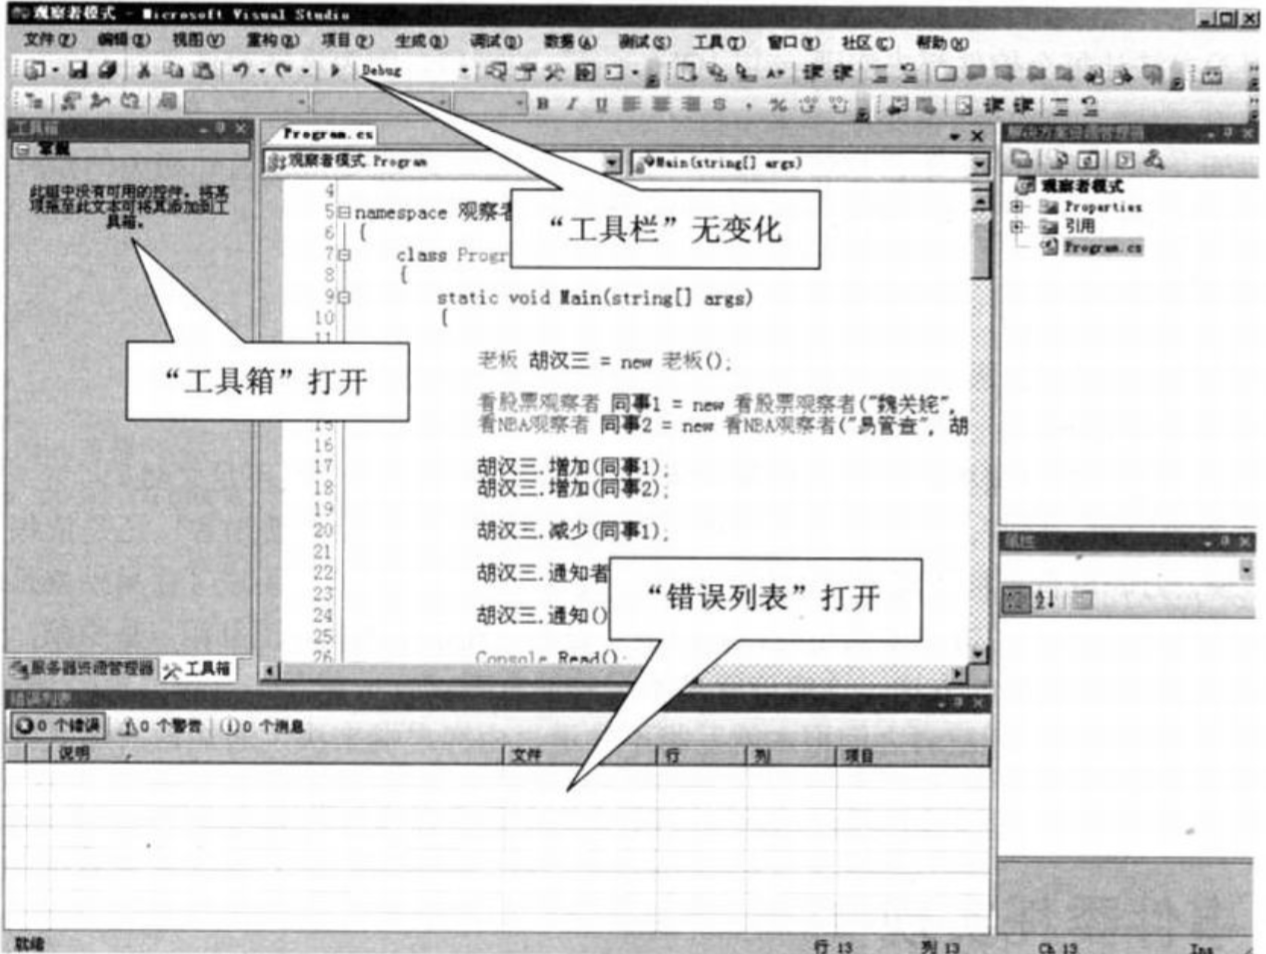 观察者模式 - Microsoft Visual Studio
文件(F) 编辑(E) 视图(V) 重构(R) 项目(P) 生成(B) 调试(D) 数据(A) 测试(S) 工具(T) 窗口(W) 社区(C) 帮助(H)
Debug
工具箱
常规
此组中没有可用的控件。将某
项拖至此文本可将其添加到工
具箱。
Program.cs
观察者模式.Program
Main(string[] args)
“工具栏”无变化
4
5 namespace 观察者
6 {
7 class Progr
8 {
9 static void Main(string[] args)
10 {
11
老板 胡汉三 = new 老板();
“工具箱”打开
看股票观察者 同事1 = new 看股票观察者("魏关姹",
15 看NBA观察者 同事2 = new 看NBA观察者("易管查", 胡
16
17 胡汉三.增加(同事1);
18 胡汉三.增加(同事2);
19
20 胡汉三.减少(同事1);
21
22 胡汉三.通知者
23
24 胡汉三.通知()
25
26 Console.Read();
“错误列表”打开
解决方案资源管理器
观察者模式
Properties
引用
Program.cs
属性
服务器资源管理器 工具箱
错误列表
0 个错误 0 个警告 0 个消息
说明 文件 行 列 项目
就绪 行 13 列 13 Ch 13 Ins